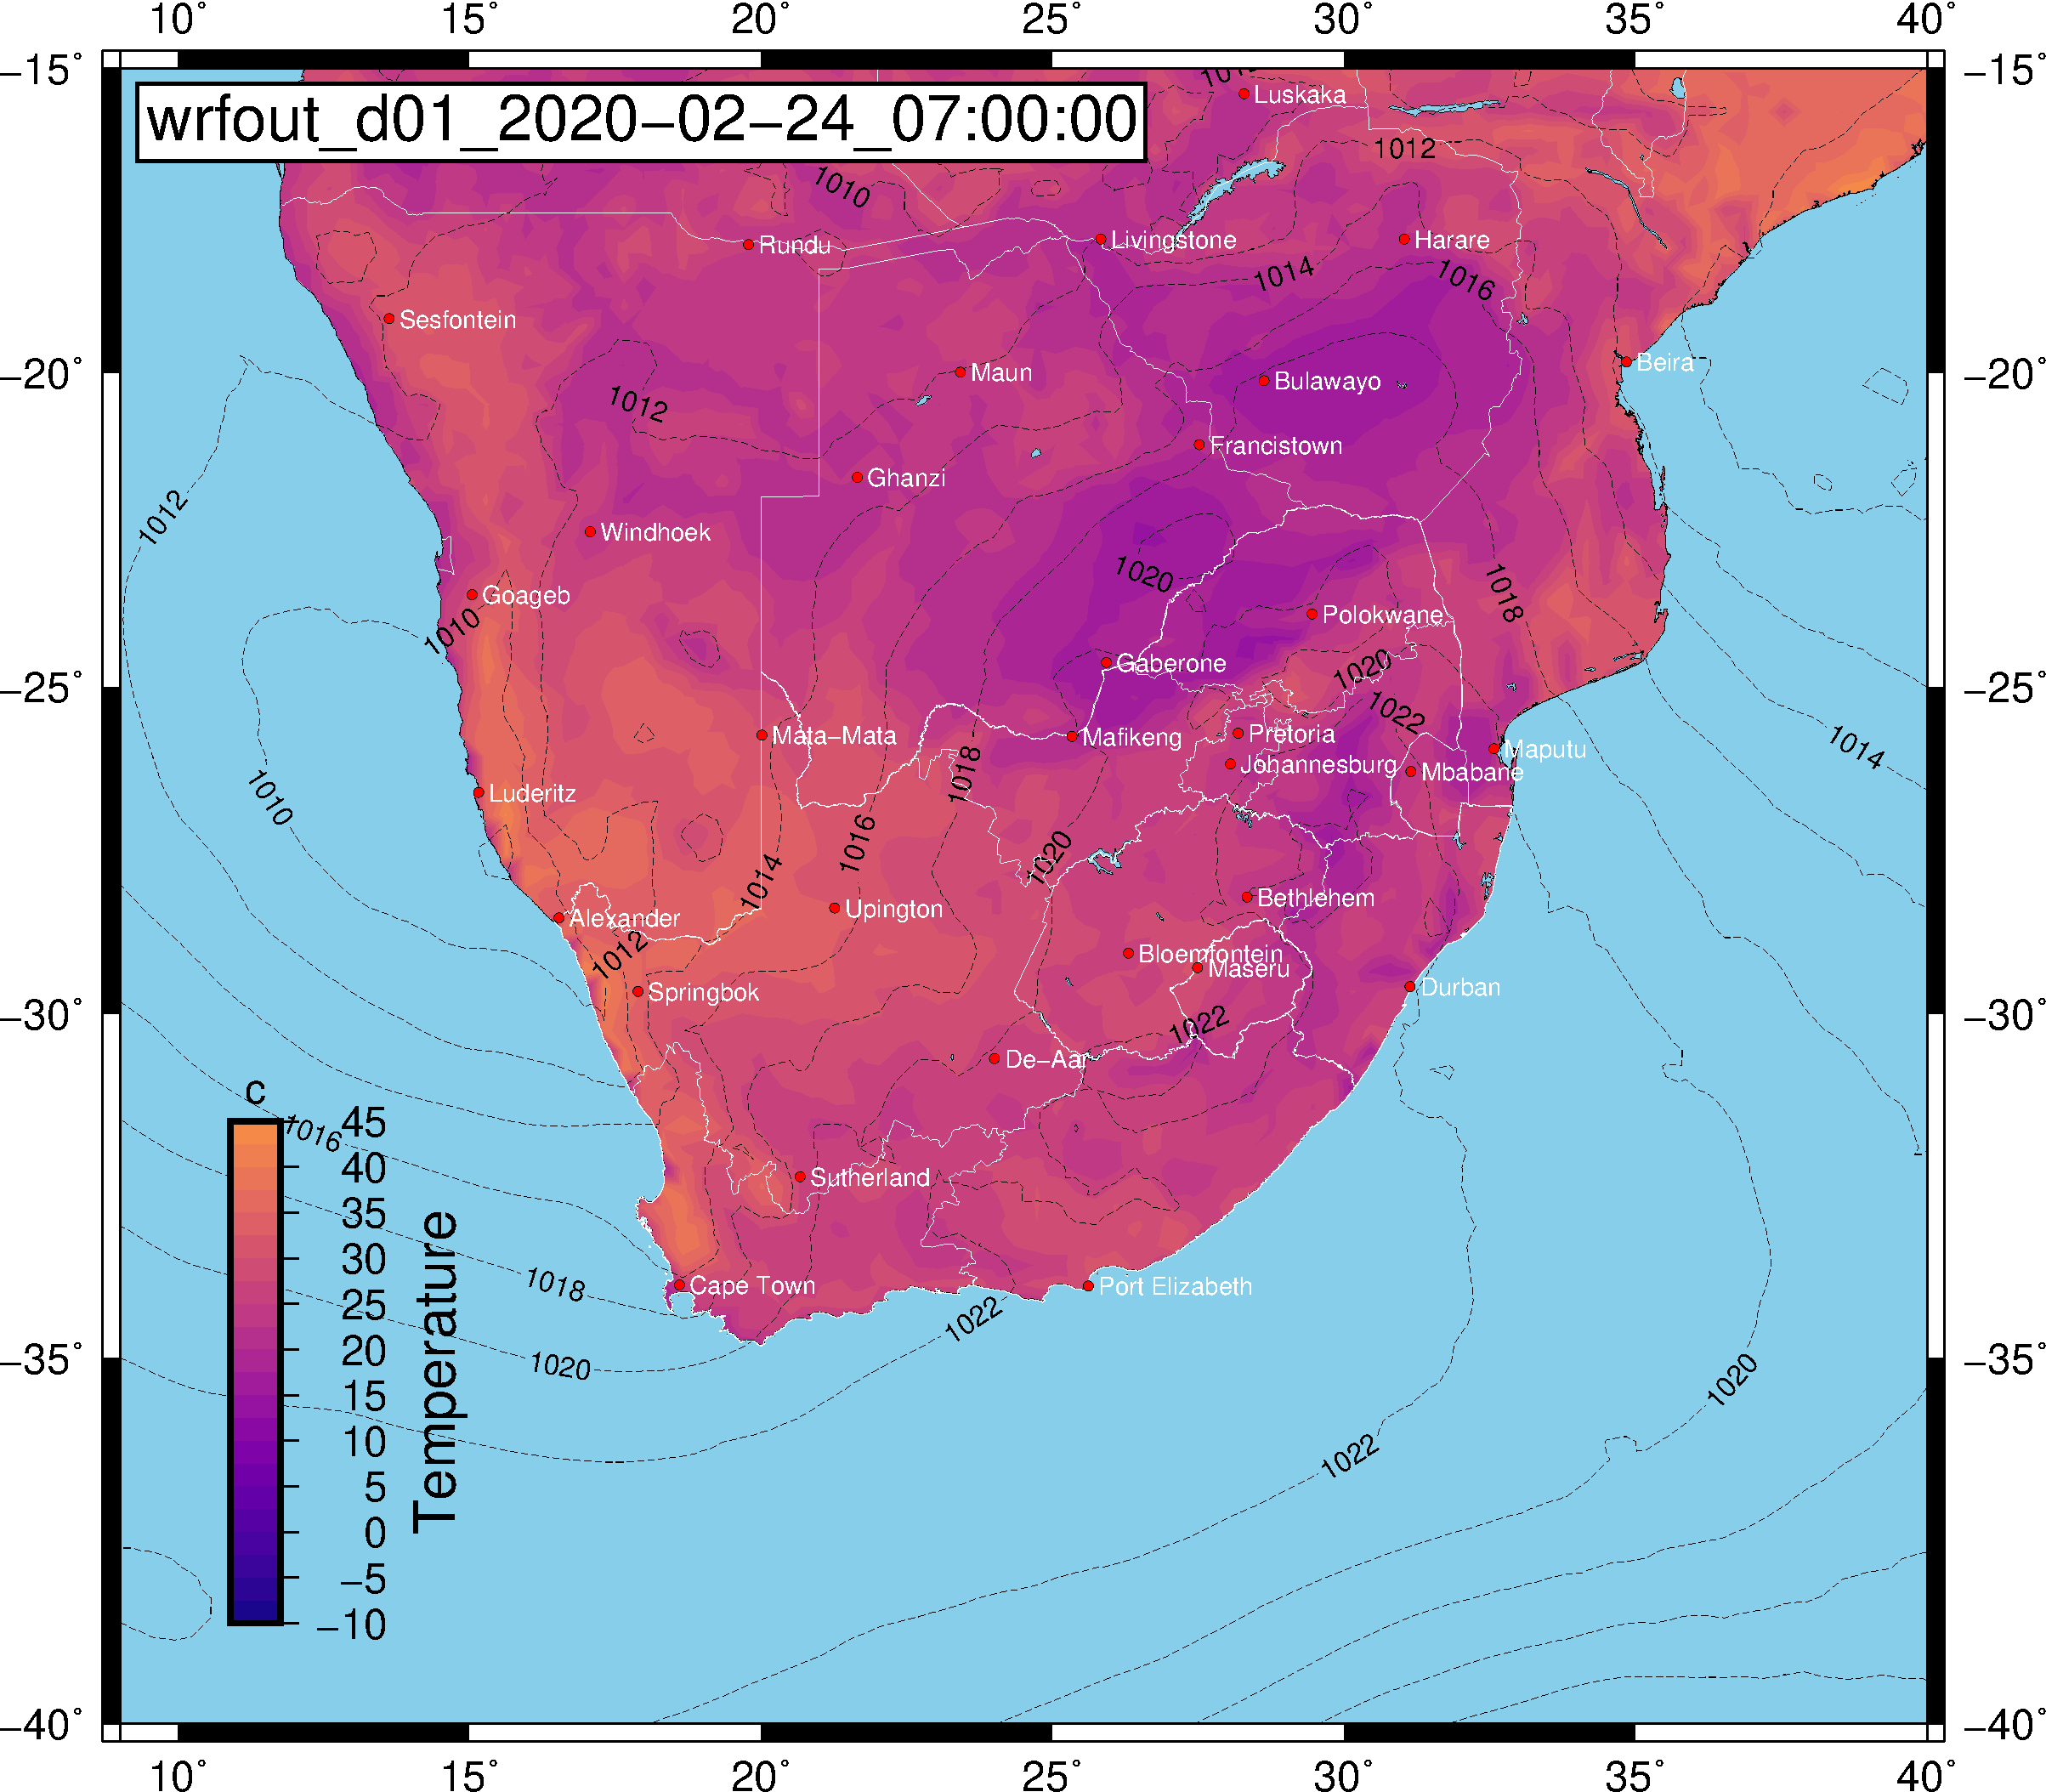 10° 15° 20° 25° 30° 35° 40°
−15° −15°
wrfout_d01_2020−02−24_07:00:00
Luskaka
1012
1010
Rundu
Livingstone
Harare
1014
1016
Sesfontein
Beira
−20° −20°
Maun
Bulawayo
1012
Francistown
Ghanzi
1012
Windhoek
1020
Goageb
1018
Polokwane
1010
Gaberone
1020
−25° −25°
1022
Mata−Mata
Mafikeng
Pretoria
Maputu
1014
Johannesburg
Mbabane
1018
1010
Luderitz
1016
1020
1014
Bethlehem
Upington
Alexander
1012
Bloemfontein
Maseru
Springbok
Durban
−30° −30°
1022
De−Aar
c
1016
45
40
35
30
25
20
15
10
5
0
−5
−10
Temperature
Sutherland
1018
Cape Town
Port Elizabeth
1022
1020
−35° −35°
1020
1022
−40° −40°
10° 15° 20° 25° 30° 35° 40°